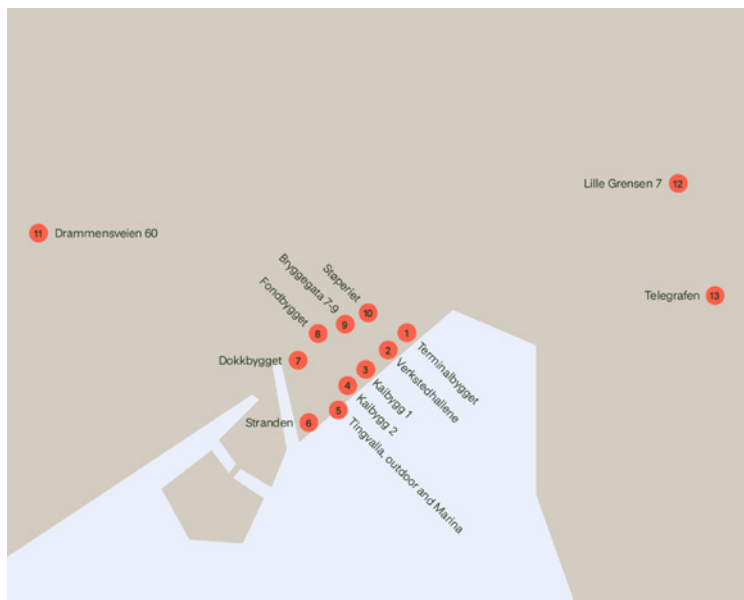 Lille Grensen 7 12
11 Drammensveien 60
Telegrafen 13
Støperiet
10
Bryggegata 7-9
9
Fondbygget
8
Dokkbygget 7
1
Terminalbygget
2
Verkstedhallene
3
Kaibygg 1
4
Kaibygg 2
5
Tingvalla, outdoor and Marina
Stranden 6